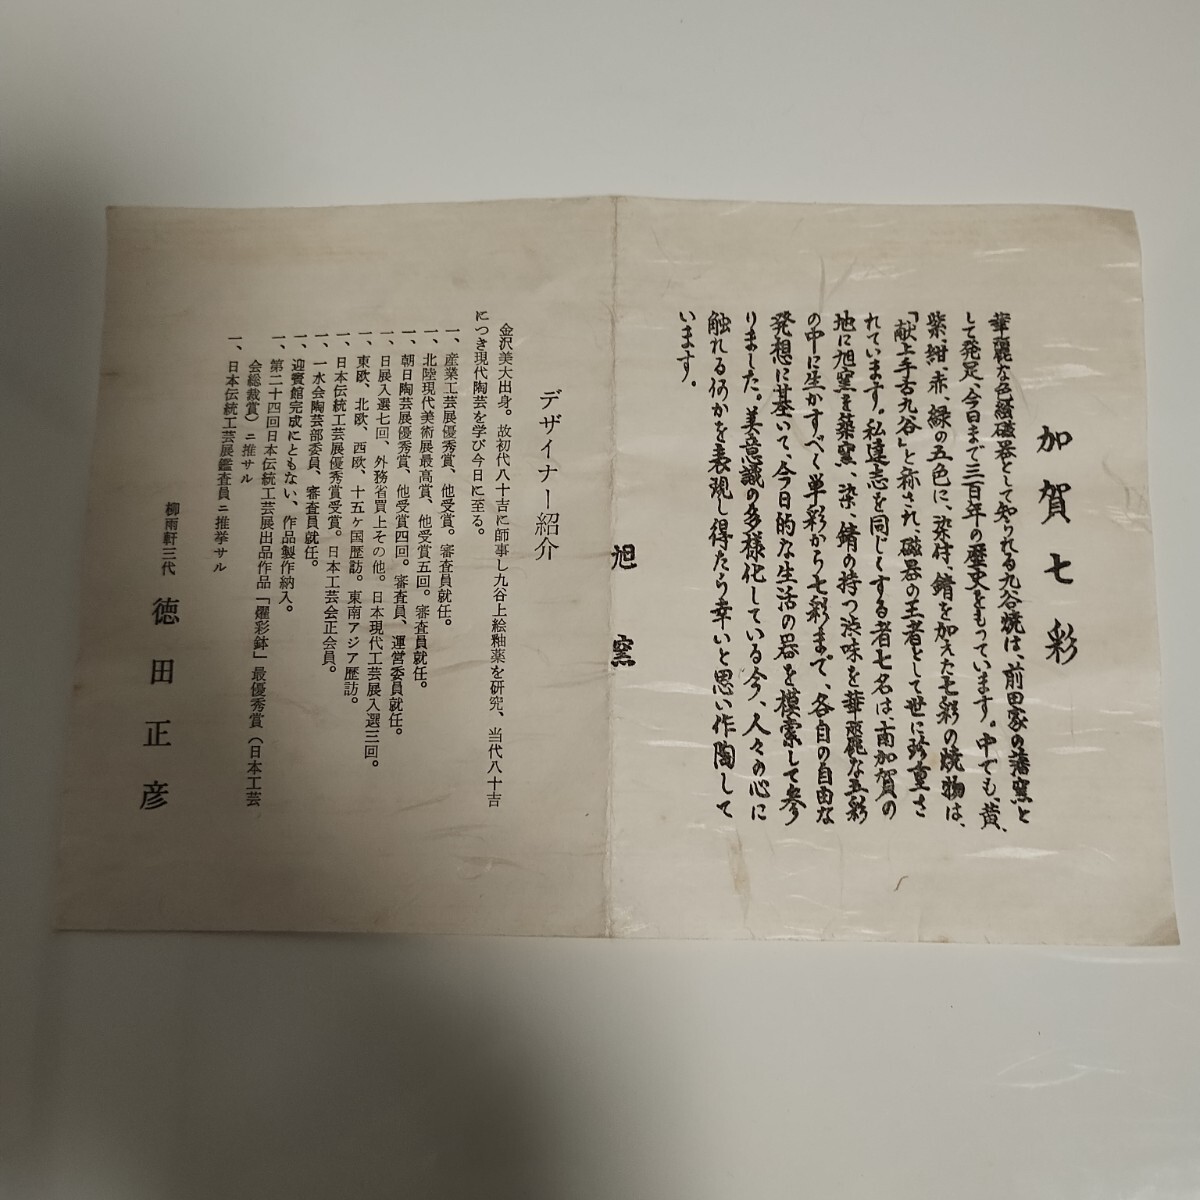 加賀七彩
華麗な色絵磁器として知られる九谷焼は、前田家の藩窯と
して発足、今日まで三百年の歴史をもっています。中でも、黄、
紫、紺、赤、緑の五色に、染付、錆を加えた七彩の焼物は、
「献上手古九谷」と称され、磁器の王者として世に珍重さ
れています。私達志を同じくする者七名は、南加賀の
地に旭窯を築窯、染、錆の持つ渋味を華麗な五彩
の中に生かすべく単彩から七彩まで、各自の自由な
発想に基いて、今日的な生活の器を模索して参
りました。美意識の多様化している今、人々の心に
触れる何かを表現し得たら幸いと思い作陶して
います。
旭窯
デザイナー紹介
金沢美大出身。故初代八十吉に師事し九谷上絵釉薬を研究、当代八十吉
につき現代陶芸を学び今日に至る。
一、産業工芸展優秀賞、他受賞。審査員就任。
一、北陸現代美術展最高賞、他受賞五回。審査員就任。
一、朝日陶芸展優秀賞、他受賞四回。審査員、運営委員就任。
一、日展入選七回、外務省買上その他。日本現代工芸展入選三回。
一、東欧、北欧、西欧、十五ケ国歴訪。東南アジア歴訪。
一、日本伝統工芸展優秀賞受賞。日本工芸会正会員。
一、一水会陶芸部委員、審査員就任。
一、迎賓館完成にともない、作品製作納入。
一、第二十四回日本伝統工芸展出品作品「燿彩鉢」最優秀賞（日本工芸
会総裁賞）ニ推サル
一、日本伝統工芸展鑑査員ニ推挙サル
柳雨軒三代 徳田正彦